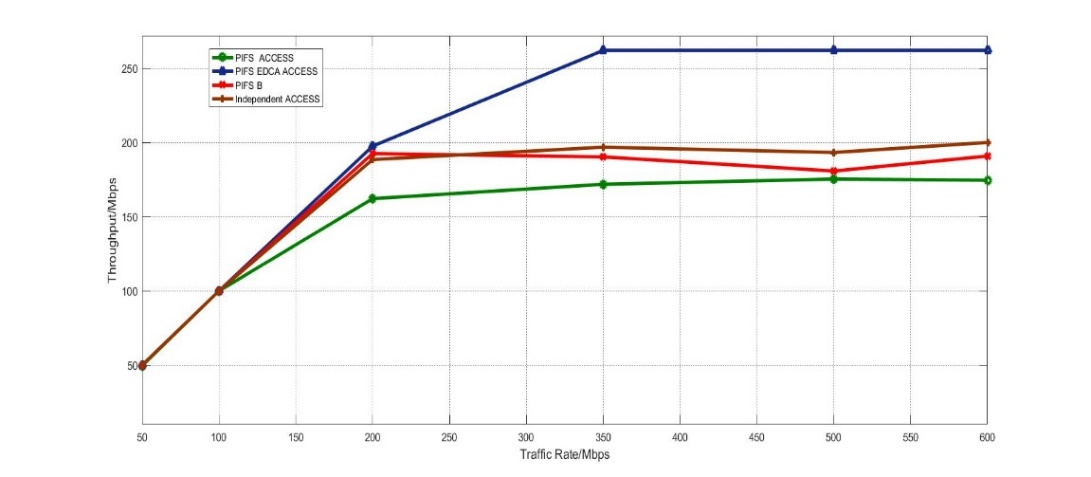 PIFS ACCESS
PIFS EDCA ACCESS
PIFS B
Independent ACCESS
250
200
150
100
50
Throughput/Mbps
50 100 150 200 250 300 350 400 450 500 550 600
Traffic Rate/Mbps